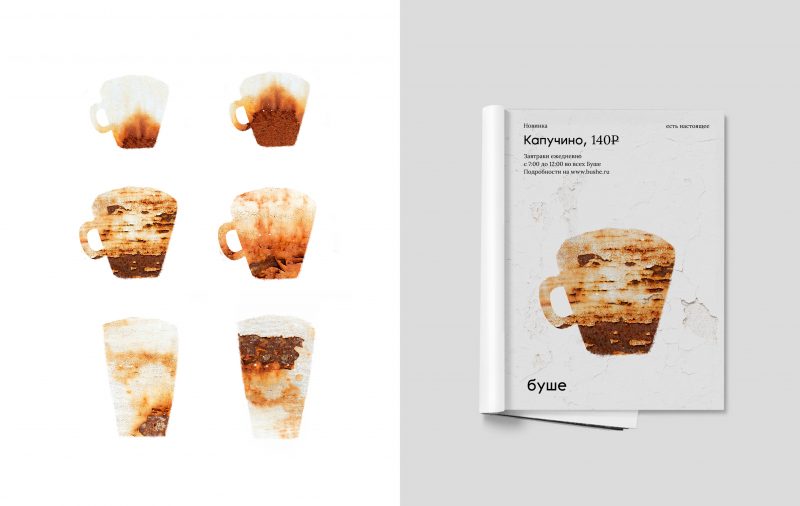 Новинка
есть настоящее
Капучино, 140₽
Завтраки ежедневно
с 7:00 до 12:00 во всех Буше
Подробности на www.bushe.ru
буше